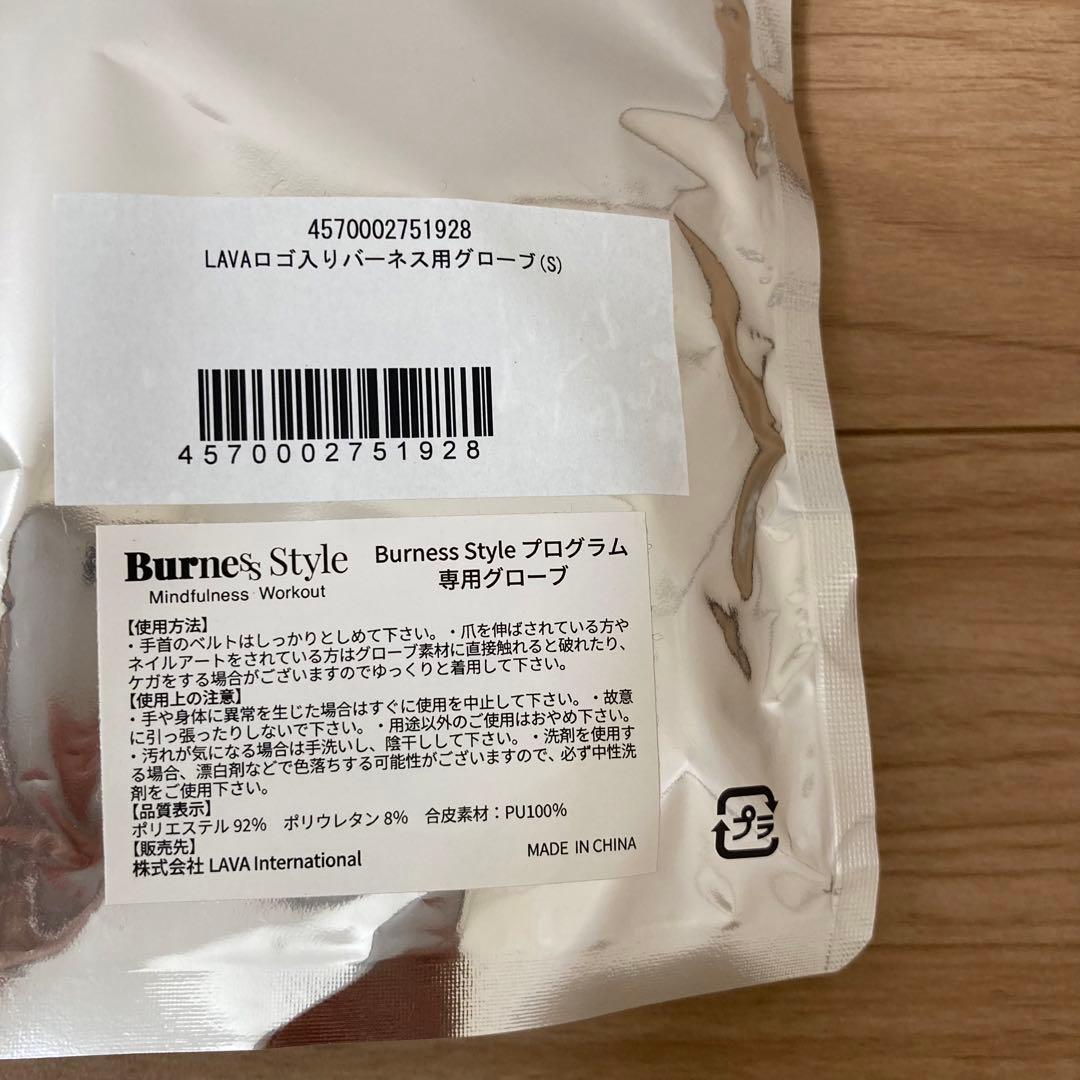 4570002751928
LAVAロゴ入りバーネス用グローブ(S)
4570002751928
Burness Style
Mindfulness Workout
Burness Style プログラム
専用グローブ
【使用方法】
・手首のベルトはしっかりとしめて下さい。・爪を伸ばされている方や
ネイルアートをされている方はグローブ素材に直接触れると破れたり、
ケガをする場合がございますのでゆっくりと着用して下さい。
【使用上の注意】
・手や身体に異常を生じた場合はすぐに使用を中止して下さい。・故意
に引っ張ったりしないで下さい。・用途以外のご使用はおやめ下さい。
・汚れが気になる場合は手洗いし、陰干しして下さい。・洗剤を使用す
る場合、漂白剤などで色落ちする可能性がございますので、必ず中性洗
剤をご使用下さい。
【品質表示】
ポリエステル 92%　ポリウレタン 8%　合皮素材：PU100%
【販売先】
株式会社 LAVA International
MADE IN CHINA
プラ